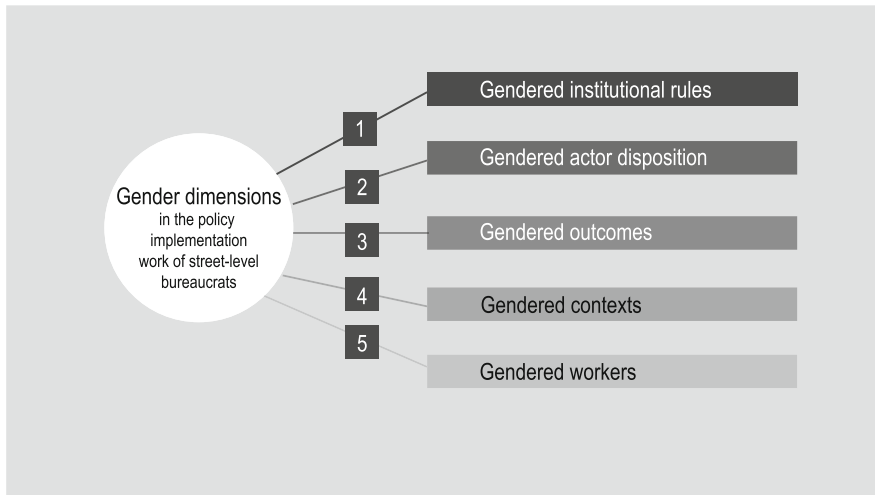 Gender dimensions
in the policy
implementation
work of street-level
bureaucrats
1
Gendered institutional rules
2
Gendered actor disposition
3
Gendered outcomes
4
Gendered contexts
5
Gendered workers